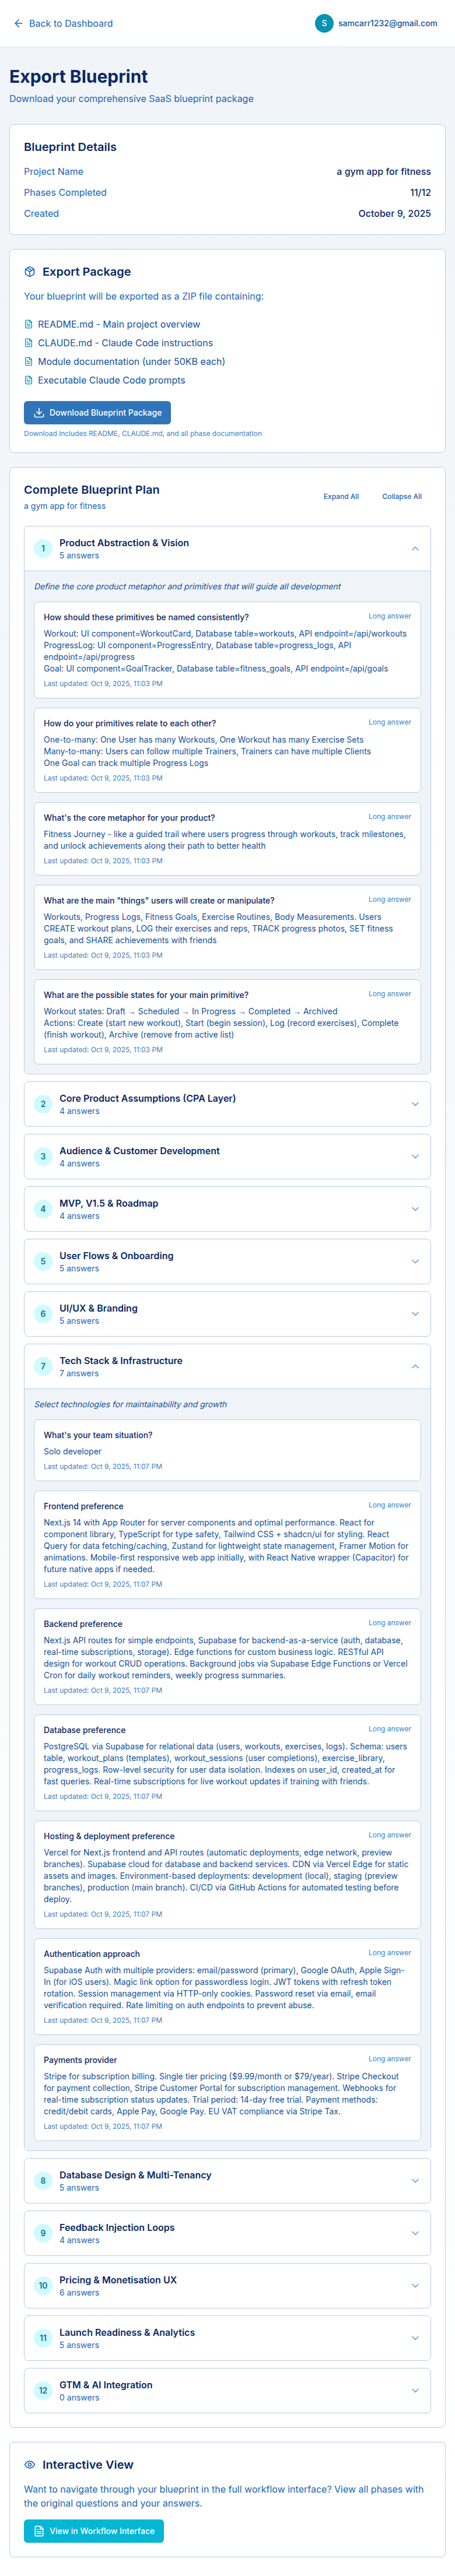 Back to Dashboard
S
samcarr1232@gmail.com
Export Blueprint
Download your comprehensive SaaS blueprint package
Blueprint Details
Project Name
a gym app for fitness
Phases Completed
11/12
Created
October 9, 2025
Export Package
Your blueprint will be exported as a ZIP file containing:
README.md - Main project overview
CLAUDE.md - Claude Code instructions
Module documentation (under 50KB each)
Executable Claude Code prompts
Download Blueprint Package
Download includes README, CLAUDE.md, and all phase documentation
Complete Blueprint Plan
a gym app for fitness
Expand All
Collapse All
1
Product Abstraction & Vision
5 answers
Define the core product metaphor and primitives that will guide all development
How should these primitives be named consistently?
Long answer
Workout: UI component=WorkoutCard, Database table=workouts, API endpoint=/api/workouts
ProgressLog: UI component=ProgressEntry, Database table=progress_logs, API
endpoint=/api/progress
Goal: UI component=GoalTracker, Database table=fitness_goals, API endpoint=/api/goals
Last updated: Oct 9, 2025, 11:03 PM
How do your primitives relate to each other?
Long answer
One-to-many: One User has many Workouts, One Workout has many Exercise Sets
Many-to-many: Users can follow multiple Trainers, Trainers can have multiple Clients
One Goal can track multiple Progress Logs
Last updated: Oct 9, 2025, 11:03 PM
What's the core metaphor for your product?
Long answer
Fitness Journey - like a guided trail where users progress through workouts, track milestones,
and unlock achievements along their path to better health
Last updated: Oct 9, 2025, 11:03 PM
What are the main "things" users will create or manipulate?
Long answer
Workouts, Progress Logs, Fitness Goals, Exercise Routines, Body Measurements. Users
CREATE workout plans, LOG their exercises and reps, TRACK progress photos, SET fitness
goals, and SHARE achievements with friends
Last updated: Oct 9, 2025, 11:03 PM
What are the possible states for your main primitive?
Long answer
Workout states: Draft → Scheduled → In Progress → Completed → Archived
Actions: Create (start new workout), Start (begin session), Log (record exercises), Complete
(finish workout), Archive (remove from active list)
Last updated: Oct 9, 2025, 11:03 PM
2
Core Product Assumptions (CPA Layer)
4 answers
3
Audience & Customer Development
4 answers
4
MVP, V1.5 & Roadmap
4 answers
5
User Flows & Onboarding
5 answers
6
UI/UX & Branding
5 answers
7
Tech Stack & Infrastructure
7 answers
Select technologies for maintainability and growth
What's your team situation?
Solo developer
Last updated: Oct 9, 2025, 11:07 PM
Frontend preference
Long answer
Next.js 14 with App Router for server components and optimal performance. React for
component library, TypeScript for type safety, Tailwind CSS + shadcn/ui for styling. React
Query for data fetching/caching, Zustand for lightweight state management, Framer Motion for
animations. Mobile-first responsive web app initially, with React Native wrapper (Capacitor) for
future native apps if needed.
Last updated: Oct 9, 2025, 11:07 PM
Backend preference
Long answer
Next.js API routes for simple endpoints, Supabase for backend-as-a-service (auth, database,
real-time subscriptions, storage). Edge functions for custom business logic. RESTful API
design for workout CRUD operations. Background jobs via Supabase Edge Functions or Vercel
Cron for daily workout reminders, weekly progress summaries.
Last updated: Oct 9, 2025, 11:07 PM
Database preference
Long answer
PostgreSQL via Supabase for relational data (users, workouts, exercises, logs). Schema: users
table, workout_plans (templates), workout_sessions (user completions), exercise_library,
progress_logs. Row-level security for user data isolation. Indexes on user_id, created_at for
fast queries. Real-time subscriptions for live workout updates if training with friends.
Last updated: Oct 9, 2025, 11:07 PM
Hosting & deployment preference
Long answer
Vercel for Next.js frontend and API routes (automatic deployments, edge network, preview
branches). Supabase cloud for database and backend services. CDN via Vercel Edge for static
assets and images. Environment-based deployments: development (local), staging (preview
branches), production (main branch). CI/CD via GitHub Actions for automated testing before
deploy.
Last updated: Oct 9, 2025, 11:07 PM
Authentication approach
Long answer
Supabase Auth with multiple providers: email/password (primary), Google OAuth, Apple Sign-
In (for iOS users). Magic link option for passwordless login. JWT tokens with refresh token
rotation. Session management via HTTP-only cookies. Password reset via email, email
verification required. Rate limiting on auth endpoints to prevent abuse.
Last updated: Oct 9, 2025, 11:07 PM
Payments provider
Long answer
Stripe for subscription billing. Single tier pricing ($9.99/month or $79/year). Stripe Checkout
for payment collection, Stripe Customer Portal for subscription management. Webhooks for
real-time subscription status updates. Trial period: 14-day free trial. Payment methods:
credit/debit cards, Apple Pay, Google Pay. EU VAT compliance via Stripe Tax.
Last updated: Oct 9, 2025, 11:07 PM
8
Database Design & Multi-Tenancy
5 answers
9
Feedback Injection Loops
4 answers
10
Pricing & Monetisation UX
6 answers
11
Launch Readiness & Analytics
5 answers
12
GTM & AI Integration
0 answers
Interactive View
Want to navigate through your blueprint in the full workflow interface? View all phases with
the original questions and your answers.
View in Workflow Interface